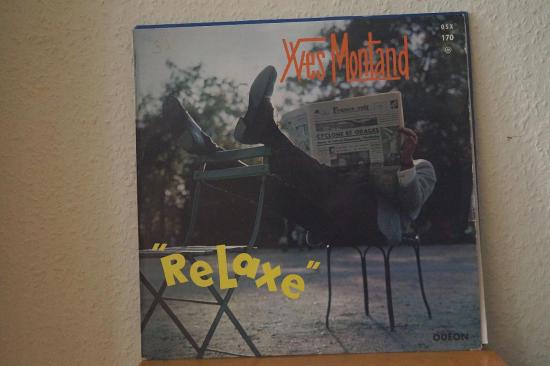 OSX
170
Yves Montand
France-soir
CYCLONE ET ORAGES
"ReLaxe"
ODEON